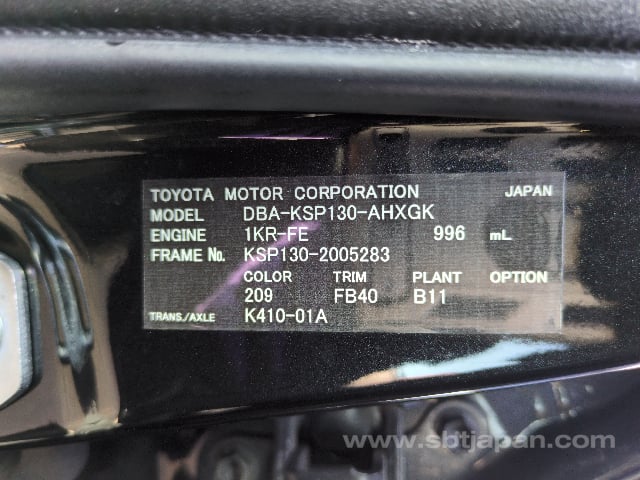 TOYOTA MOTOR CORPORATION JAPAN
MODEL DBA-KSP130-AHXGK
ENGINE 1KR-FE 996 mL
FRAME No. KSP130-2005283
COLOR TRIM PLANT OPTION
209 FB40 B11
TRANS./AXLE K410-01A
www.sbtjapan.com